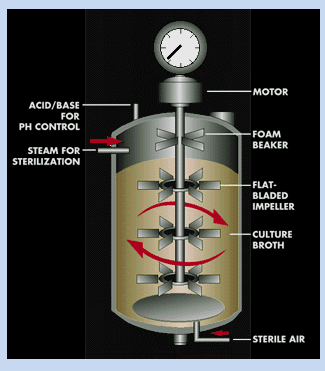 ACID/BASE
FOR
PH CONTROL
STEAM FOR
STERILIZATION
MOTOR
FOAM
BEAKER
FLAT-
BLADED
IMPELLER
CULTURE
BROTH
STERILE AIR